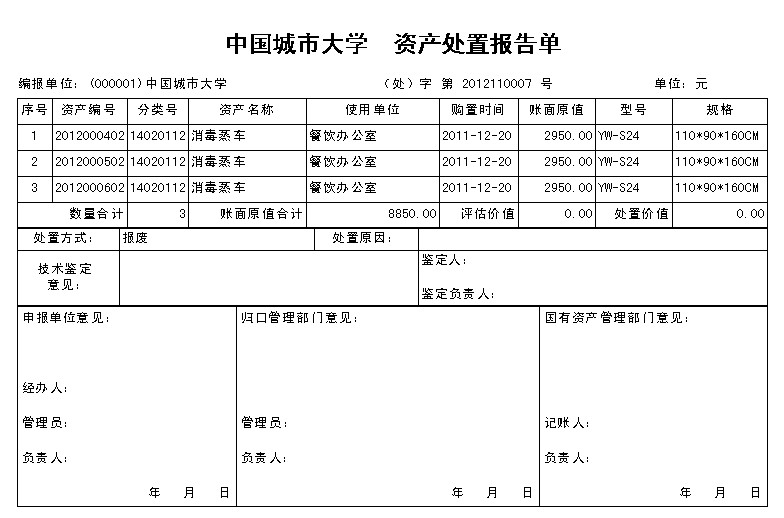 中国城市大学 资产处置报告单
编报单位: (000001)中国城市大学 (处)字 第 2012110007 号 单位: 元
序号 资产编号 分类号 资产名称 使用单位 购置时间 账面原值 型号 规格
1 2012000402 14020112 消毒蒸车 餐饮办公室 2011-12-20 2950.00 YW-S24 110*90*160CM
2 2012000502 14020112 消毒蒸车 餐饮办公室 2011-12-20 2950.00 YW-S24 110*90*160CM
3 2012000602 14020112 消毒蒸车 餐饮办公室 2011-12-20 2950.00 YW-S24 110*90*160CM
数量合计 3 账面原值合计 8850.00 评估价值 0.00 处置价值 0.00
处置方式: 报废 处置原因:
技术鉴定
意见:
鉴定人:
鉴定负责人:
申报单位意见: 归口管理部门意见: 国有资产管理部门意见:
经办人:
管理员: 管理员: 记账人:
负责人: 负责人: 负责人:
年 月 日 年 月 日 年 月 日